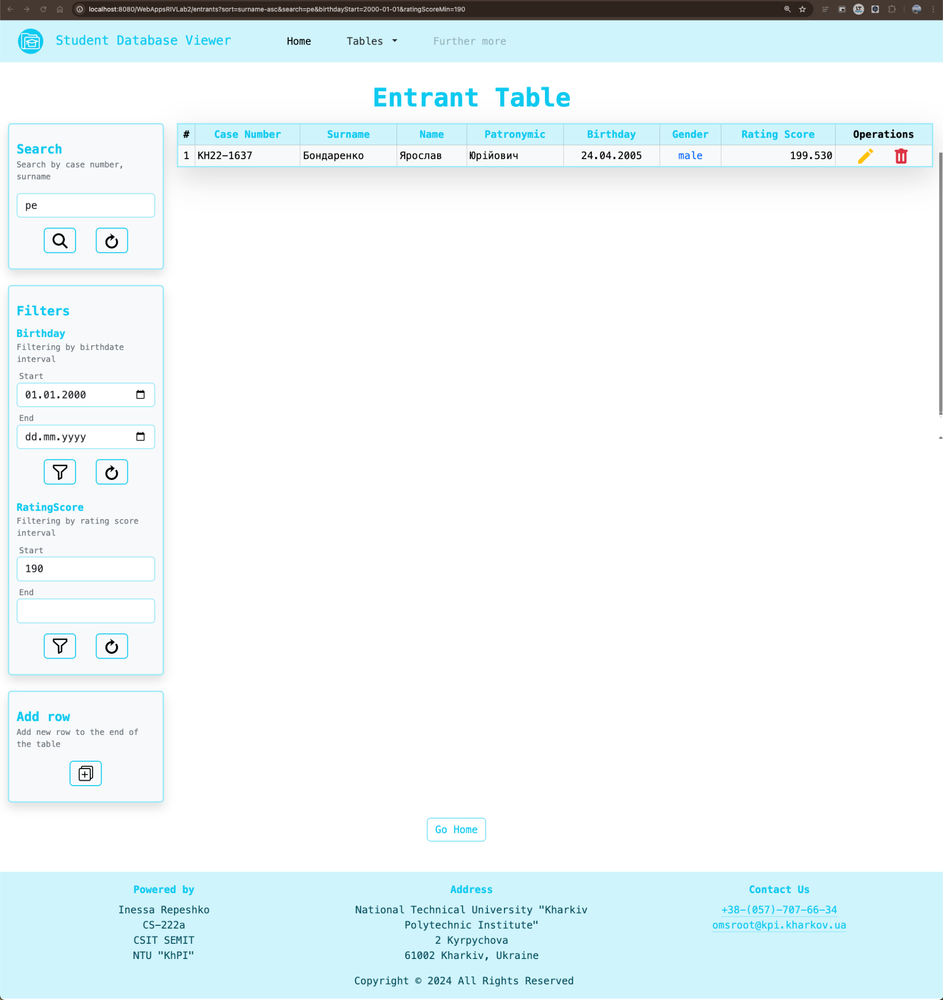 localhost:8080/WebAppsRIVLab2/entrants?sort=surname-asc&search=pe&birthdayStart=2000-01-01&ratingScoreMin=190
Student Database Viewer Home Tables Further more
Entrant Table
Search
Search by case number,
surname
pe
Filters
Birthday
Filtering by birthdate
interval
Start
01.01.2000
End
dd.mm.yyyy
RatingScore
Filtering by rating score
interval
Start
190
End
Add row
Add new row to the end of
the table
# Case Number Surname Name Patronymic Birthday Gender Rating Score Operations
1 КН22-1637 Бондаренко Ярослав Юрійович 24.04.2005 male 199.530
Go Home
Powered by
Inessa Repeshko
CS-222a
CSIT SEMIT
NTU "KhPI"
Address
National Technical University "Kharkiv
Polytechnic Institute"
2 Kyrpychova
61002 Kharkiv, Ukraine
Contact Us
+38-(057)-707-66-34
omsroot@kpi.kharkov.ua
Copyright © 2024 All Rights Reserved